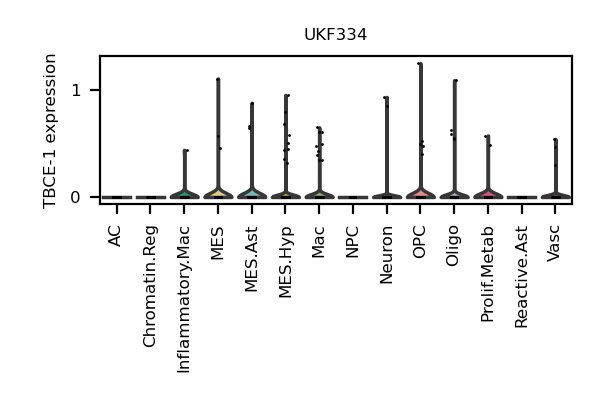 UKF334
TBCE-1 expression
1
0
AC
Chromatin.Reg
Inflammatory.Mac
MES
MES.Ast
MES.Hyp
Mac
NPC
Neuron
OPC
Oligo
Prolif.Metab
Reactive.Ast
Vasc